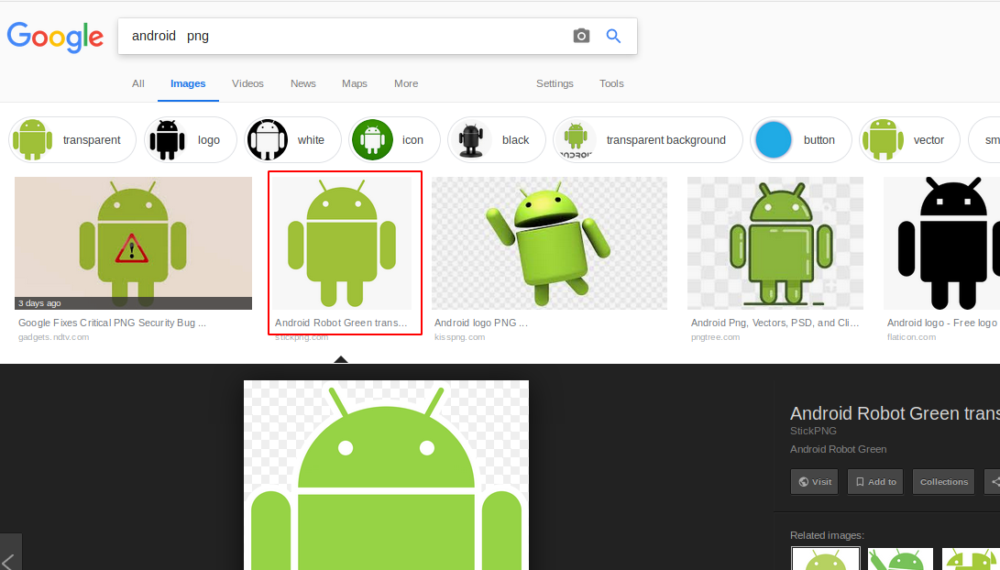 Google
android png
All Images Videos News Maps More Settings Tools
transparent logo white icon black transparent background button vector sm
3 days ago
Google Fixes Critical PNG Security Bug ...
gadgets.ndtv.com
Android Robot Green trans...
stickpng.com
Android logo PNG ...
kisspng.com
Android Png, Vectors, PSD, and Cli...
pngtree.com
Android logo - Free logo
flaticon.com
Android Robot Green trans
StickPNG
Android Robot Green
Visit Add to Collections
Related images: